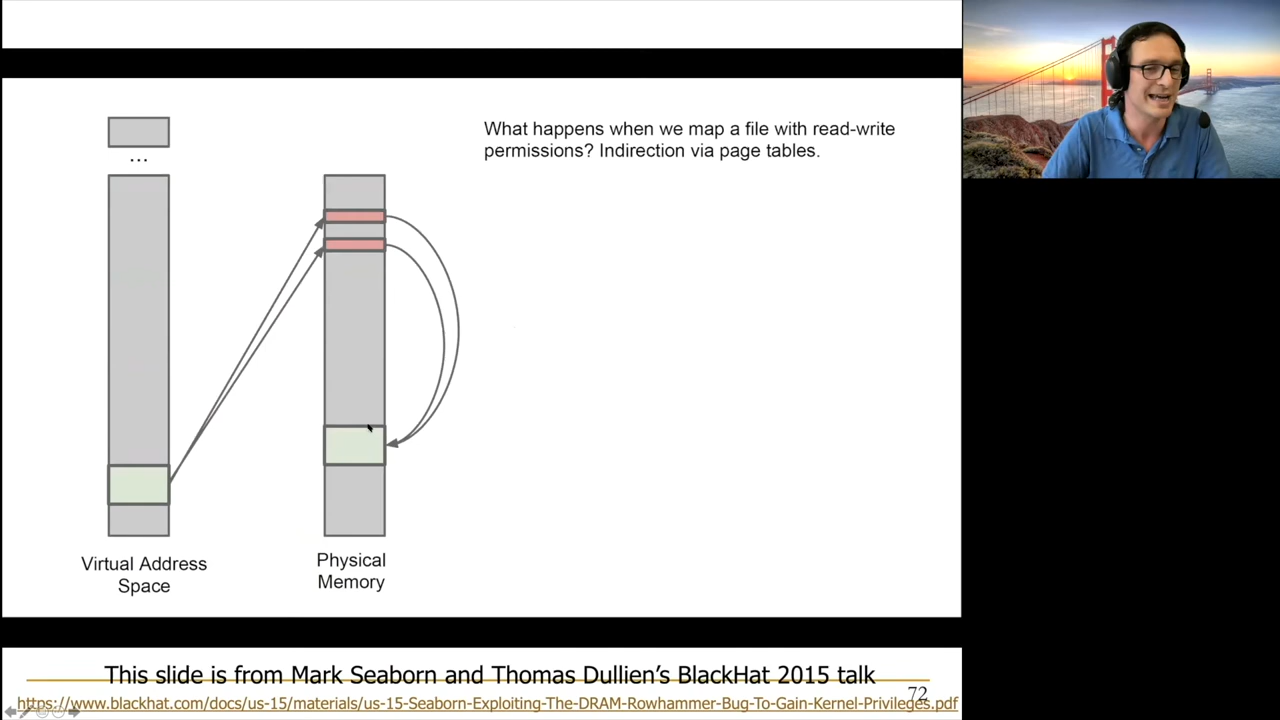 What happens when we map a file with read-write
permissions? Indirection via page tables.
...
Virtual Address
Space
Physical
Memory
This slide is from Mark Seaborn and Thomas Dullien's BlackHat 2015 talk
https://www.blackhat.com/docs/us-15/materials/us-15-Seaborn-Exploiting-The-DRAM-Rowhammer-Bug-To-Gain-Kernel-Privileges.pdf
72